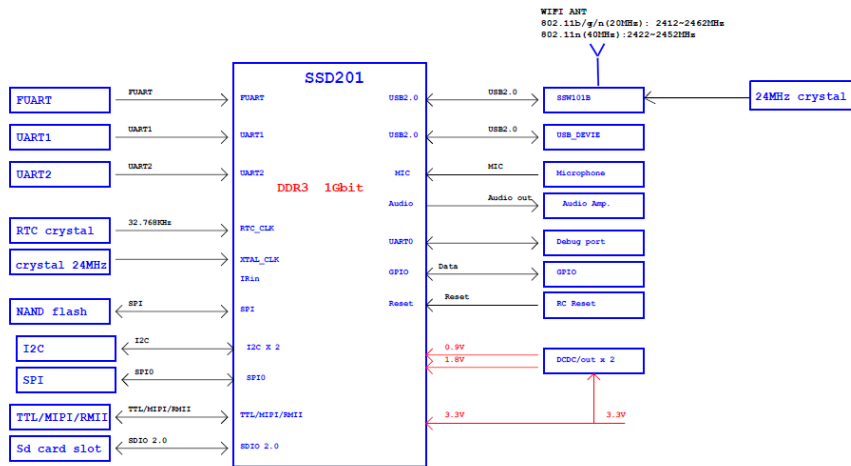 WIFI ANT
802.11b/g/n(20MHz): 2412~2462MHz
802.11n(40MHz):2422~2452MHz
SSD201
DDR3 1Gbit
FUART
FUART
FUART
USB2.0
USB2.0
SSW101B
24MHz crystal
UART1
UART1
UART1
USB2.0
USB2.0
USB_DEVIE
UART2
UART2
UART2
MIC
MIC
Microphone
Audio
Audio out
Audio Amp.
RTC crystal
32.768KHz
RTC_CLK
UART0
Debug port
crystal 24MHz
XTAL_CLK
GPIO
Data
GPIO
IRin
NAND flash
SPI
SPI
Reset
Reset
RC Reset
I2C
I2C
I2C X 2
0.9V
1.8V
DCDC/out x 2
SPI
SPI0
SPI0
TTL/MIPI/RMII
TTL/MIPI/RMII
TTL/MIPI/RMII
3.3V
3.3V
Sd card slot
SDIO 2.0
SDIO 2.0